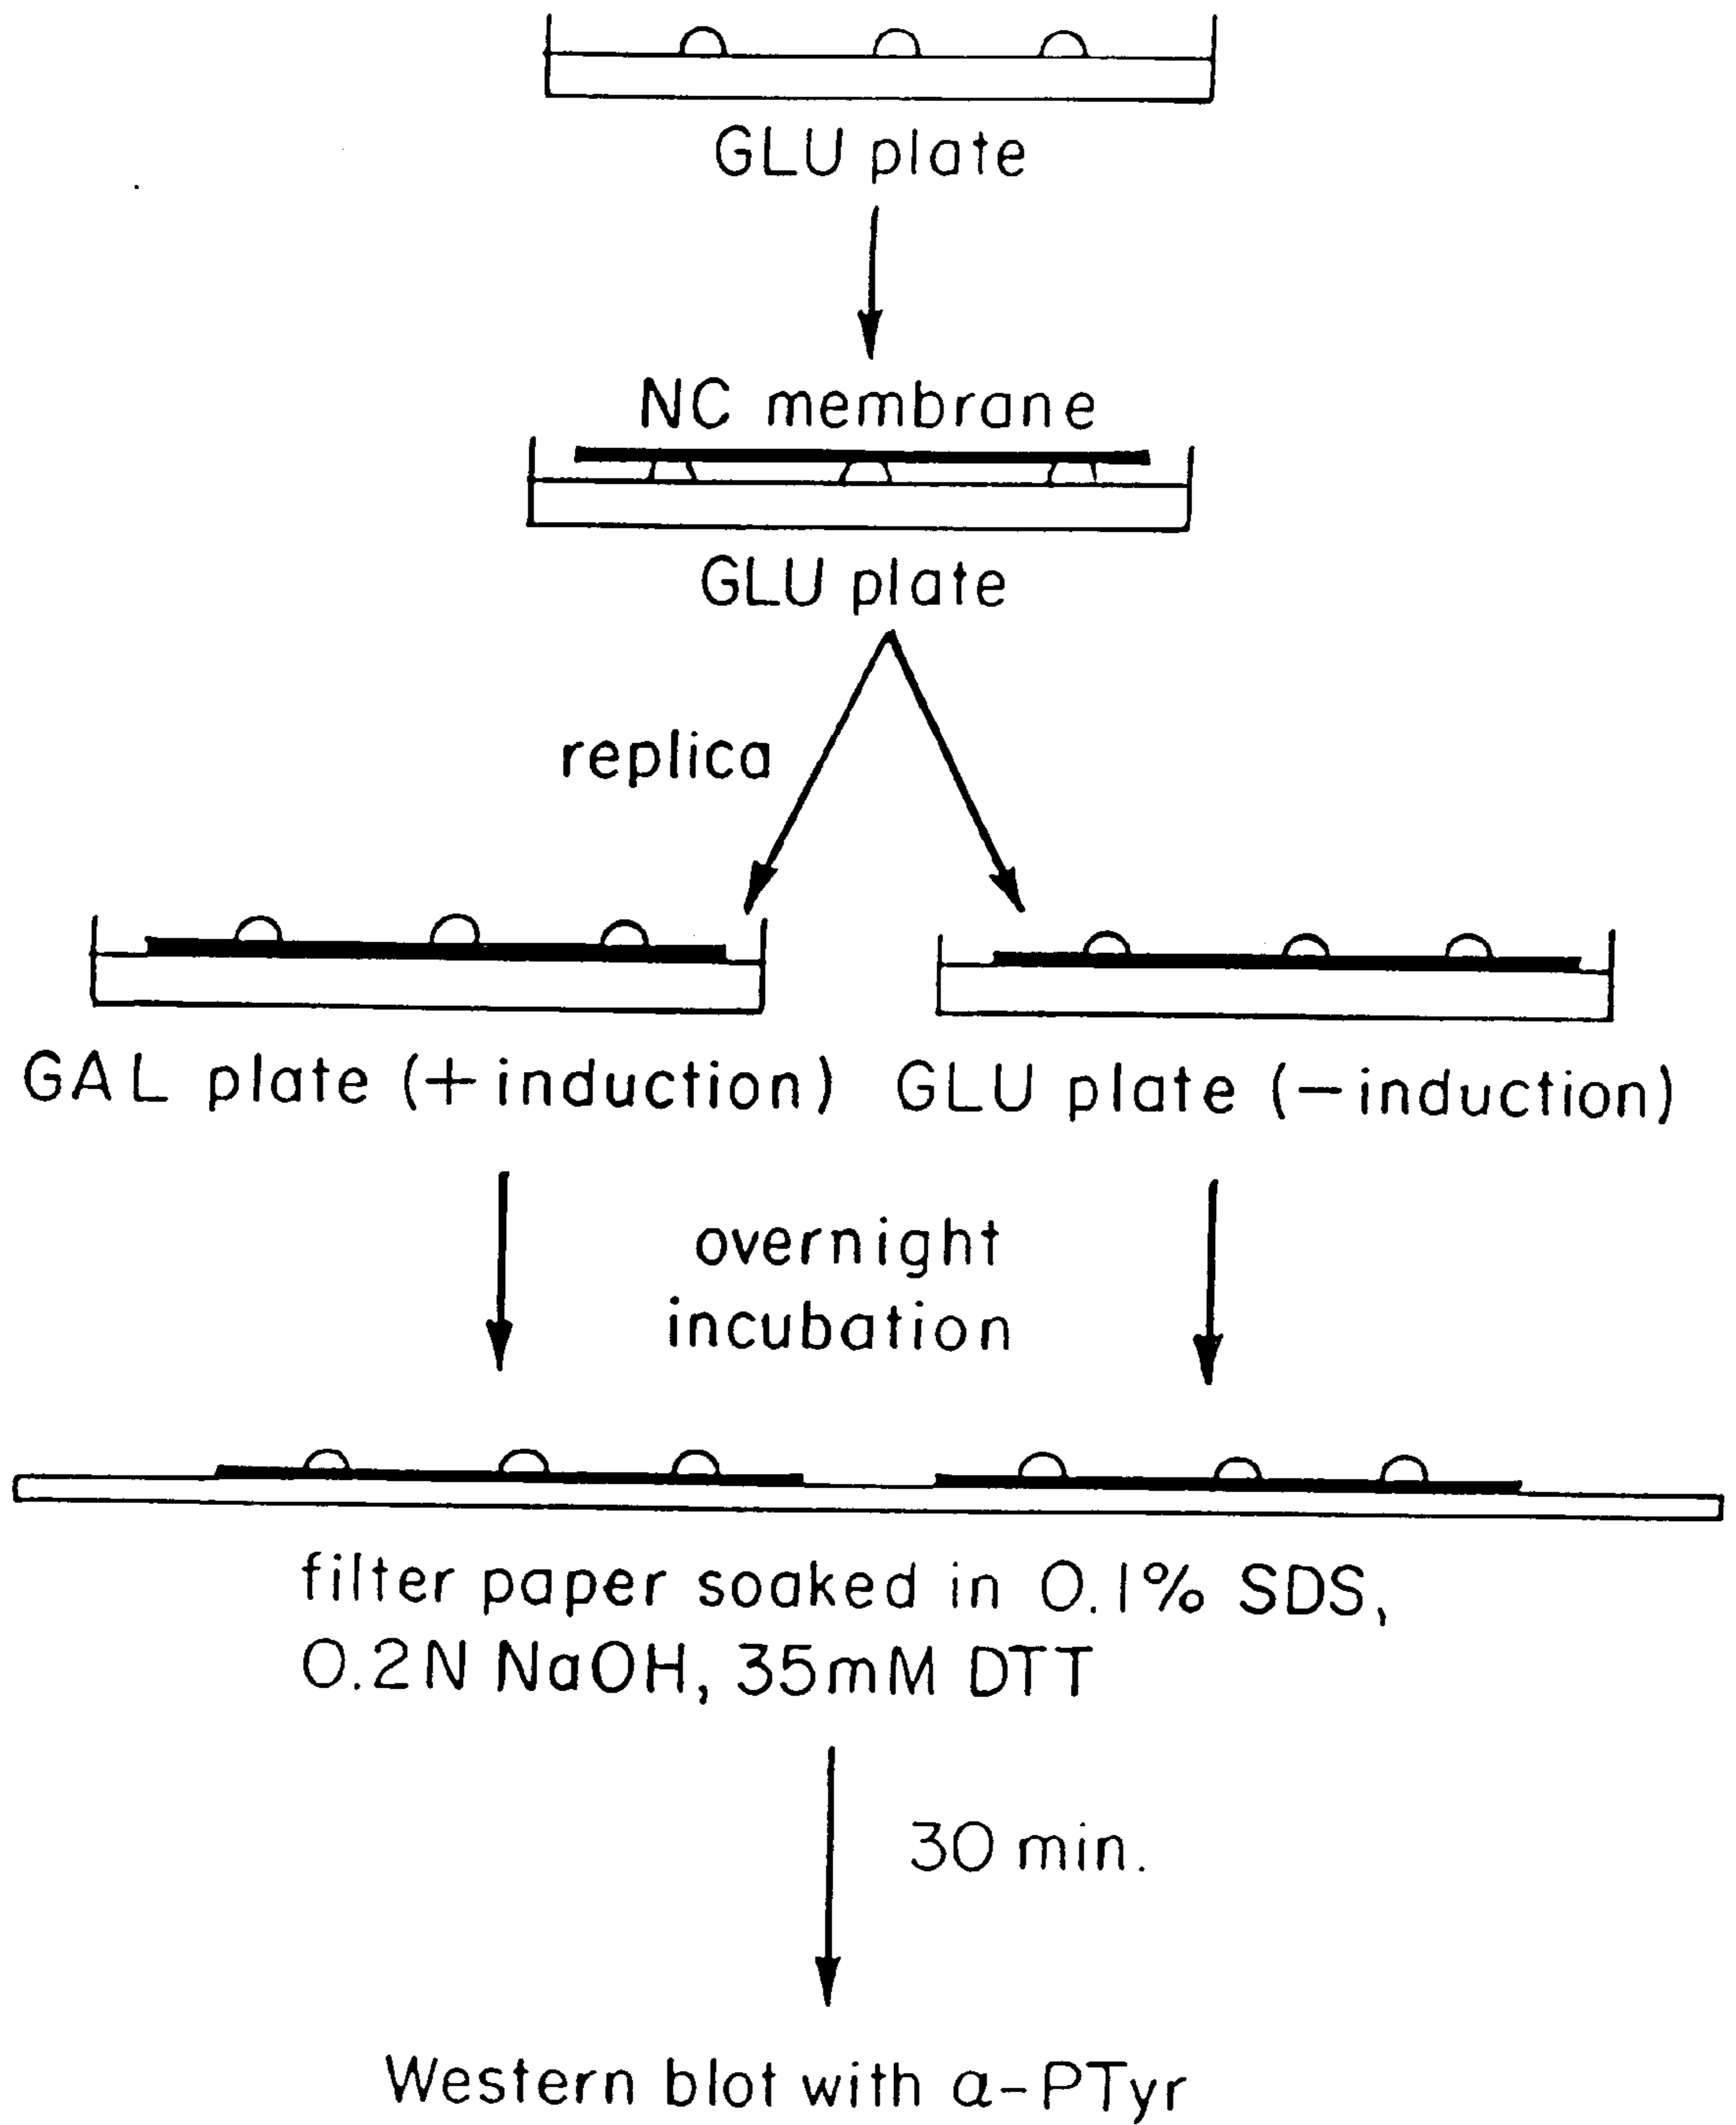 GLU plate
NC membrane
GLU plate
replica
GAL plate (+induction)
GLU plate (−induction)
overnight
incubation
filter paper soaked in 0.1% SDS,
0.2N NaOH, 35mM DTT
30 min.
Western blot with α-PTyr